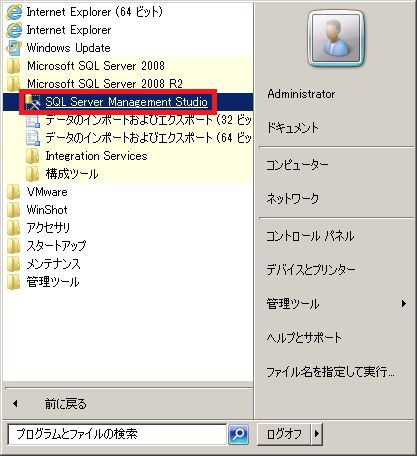 Internet Explorer (64 ビット)
Internet Explorer
Windows Update
Microsoft SQL Server 2008
Microsoft SQL Server 2008 R2
SQL Server Management Studio
データのインポートおよびエクスポート (32 ビ
データのインポートおよびエクスポート (64 ビ
Integration Services
構成ツール
VMware
WinShot
アクセサリ
スタートアップ
メンテナンス
管理ツール
前に戻る
プログラムとファイルの検索
Administrator
ドキュメント
コンピューター
ネットワーク
コントロール パネル
デバイスとプリンター
管理ツール
ヘルプとサポート
ファイル名を指定して実行...
ログオフ